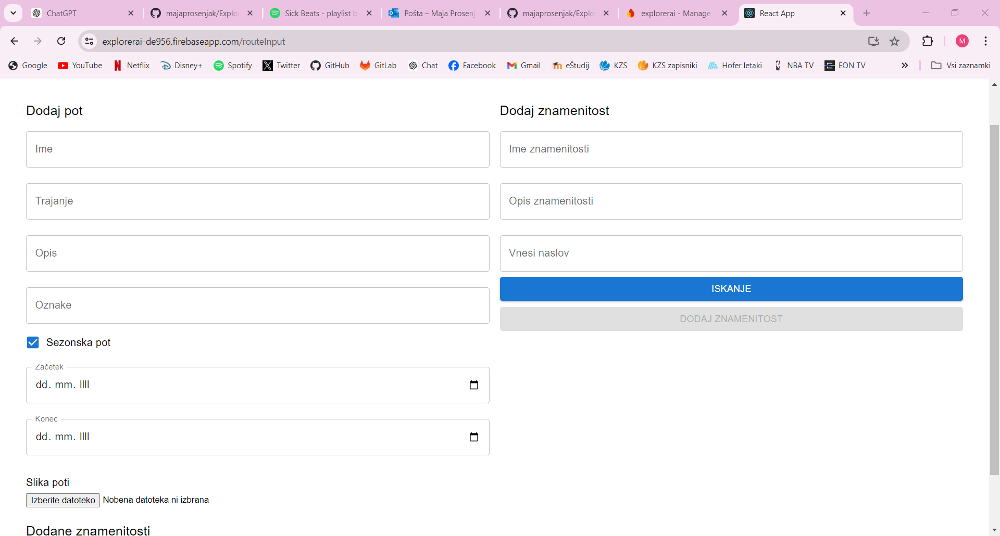 ChatGPT
majaprosenjak/Explo
Sick Beats - playlist b
Pošta – Maja Prosenj
majaprosenjak/Explo
explorerai - Manage
React App
explorerai-de956.firebaseapp.com/routeInput
M
Google
YouTube
Netflix
Disney+
Spotify
Twitter
GitHub
GitLab
Chat
Facebook
Gmail
eŠtudij
KZS
KZS zapisniki
Hofer letaki
NBA TV
EON TV
Vsi zaznamki
Dodaj pot
Ime
Trajanje
Opis
Oznake
Sezonska pot
Začetek
dd. mm. llll
Konec
dd. mm. llll
Slika poti
Izberite datoteko Nobena datoteka ni izbrana
Dodane znamenitosti
Dodaj znamenitost
Ime znamenitosti
Opis znamenitosti
Vnesi naslov
ISKANJE
DODAJ ZNAMENITOST